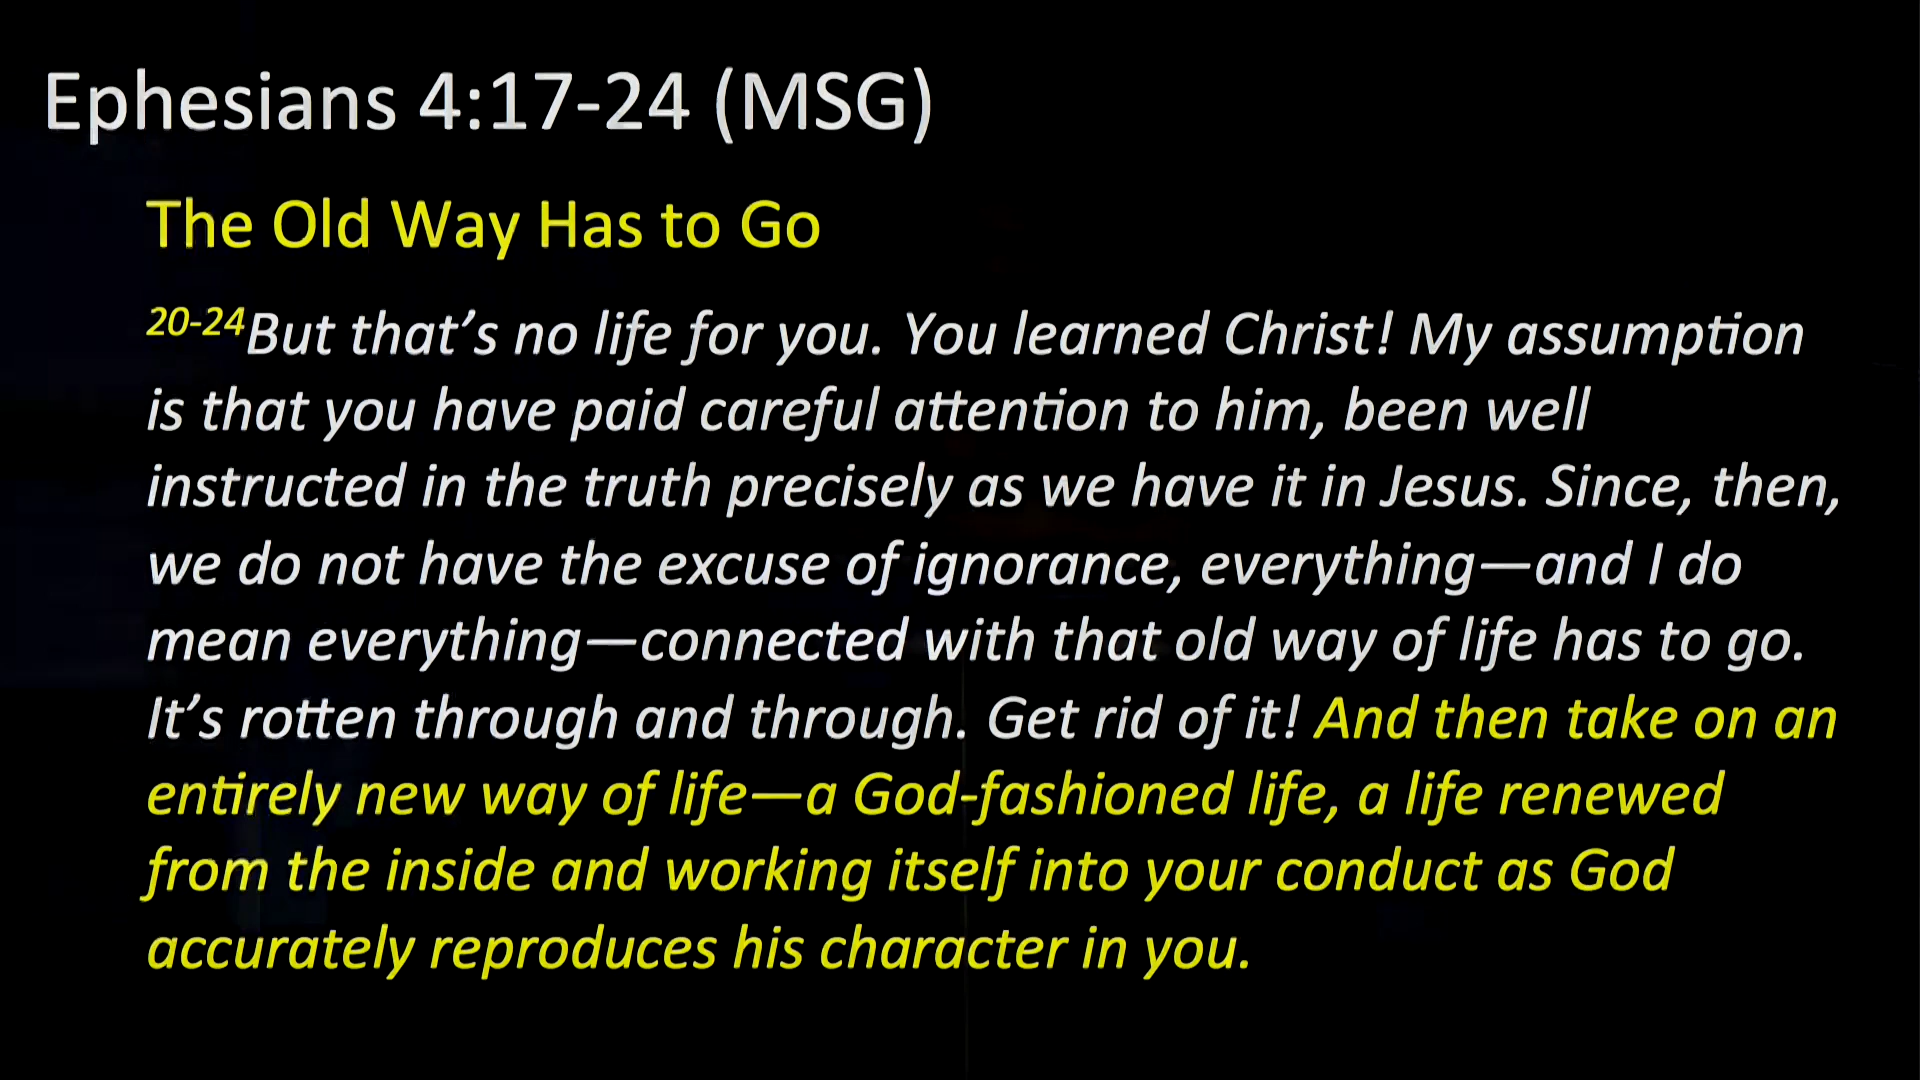 Ephesians 4:17-24 (MSG)
The Old Way Has to Go
20-24But that’s no life for you. You learned Christ! My assumption
is that you have paid careful attention to him, been well
instructed in the truth precisely as we have it in Jesus. Since, then,
we do not have the excuse of ignorance, everything—and I do
mean everything—connected with that old way of life has to go.
It’s rotten through and through. Get rid of it! And then take on an
entirely new way of life—a God-fashioned life, a life renewed
from the inside and working itself into your conduct as God
accurately reproduces his character in you.